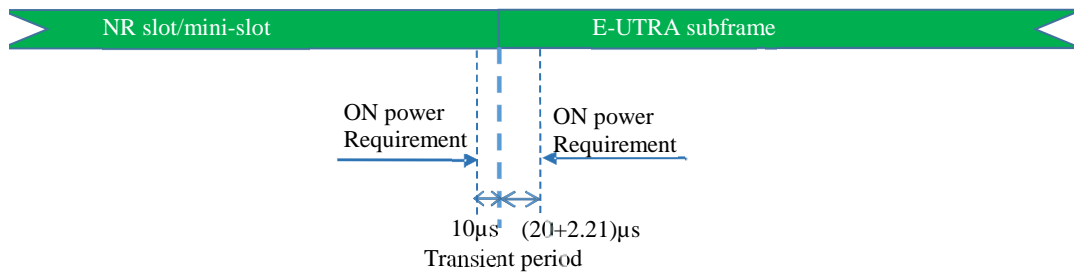 NR slot/mini-slot
E-UTRA subframe
ON power
Requirement
ON power
Requirement
10µs
(20+2.21)µs
Transient period